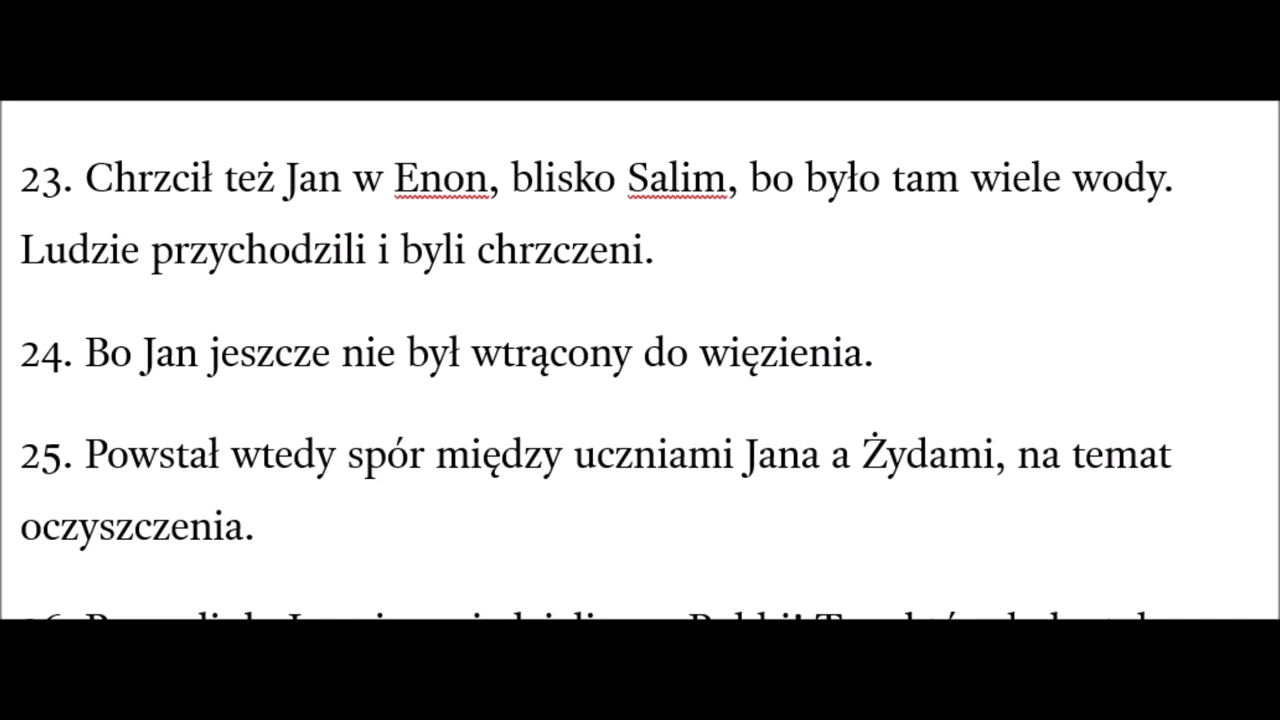 23. Chrzcił też Jan w Enon, blisko Salim, bo było tam wiele wody.
Ludzie przychodzili i byli chrzczeni.
24. Bo Jan jeszcze nie był wtrącony do więzienia.
25. Powstał wtedy spór między uczniami Jana a Żydami, na temat
oczyszczenia.